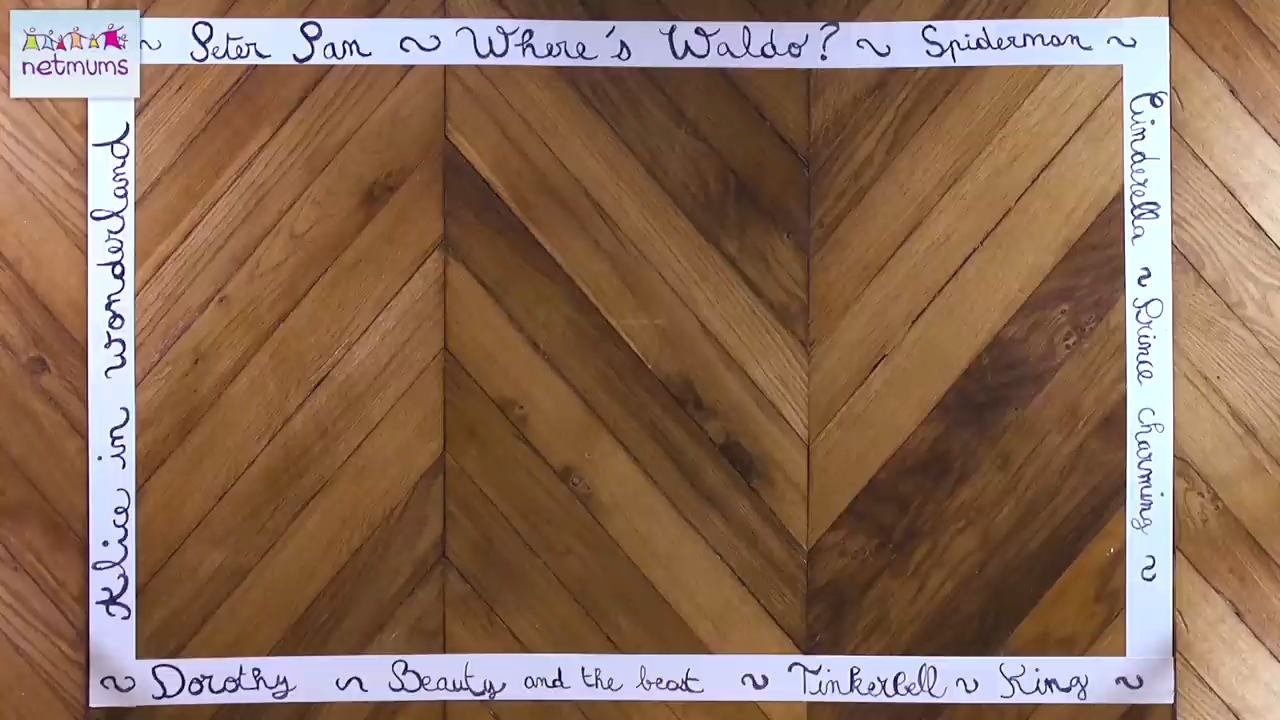 netmums
~ Peter Pan ~ Where's Waldo? ~ Spiderman ~
Cinderella ~ Prince charming ~
Alice in wonderland
~ Dorothy ~ Beauty and the beast ~ Tinkerbell ~ King ~